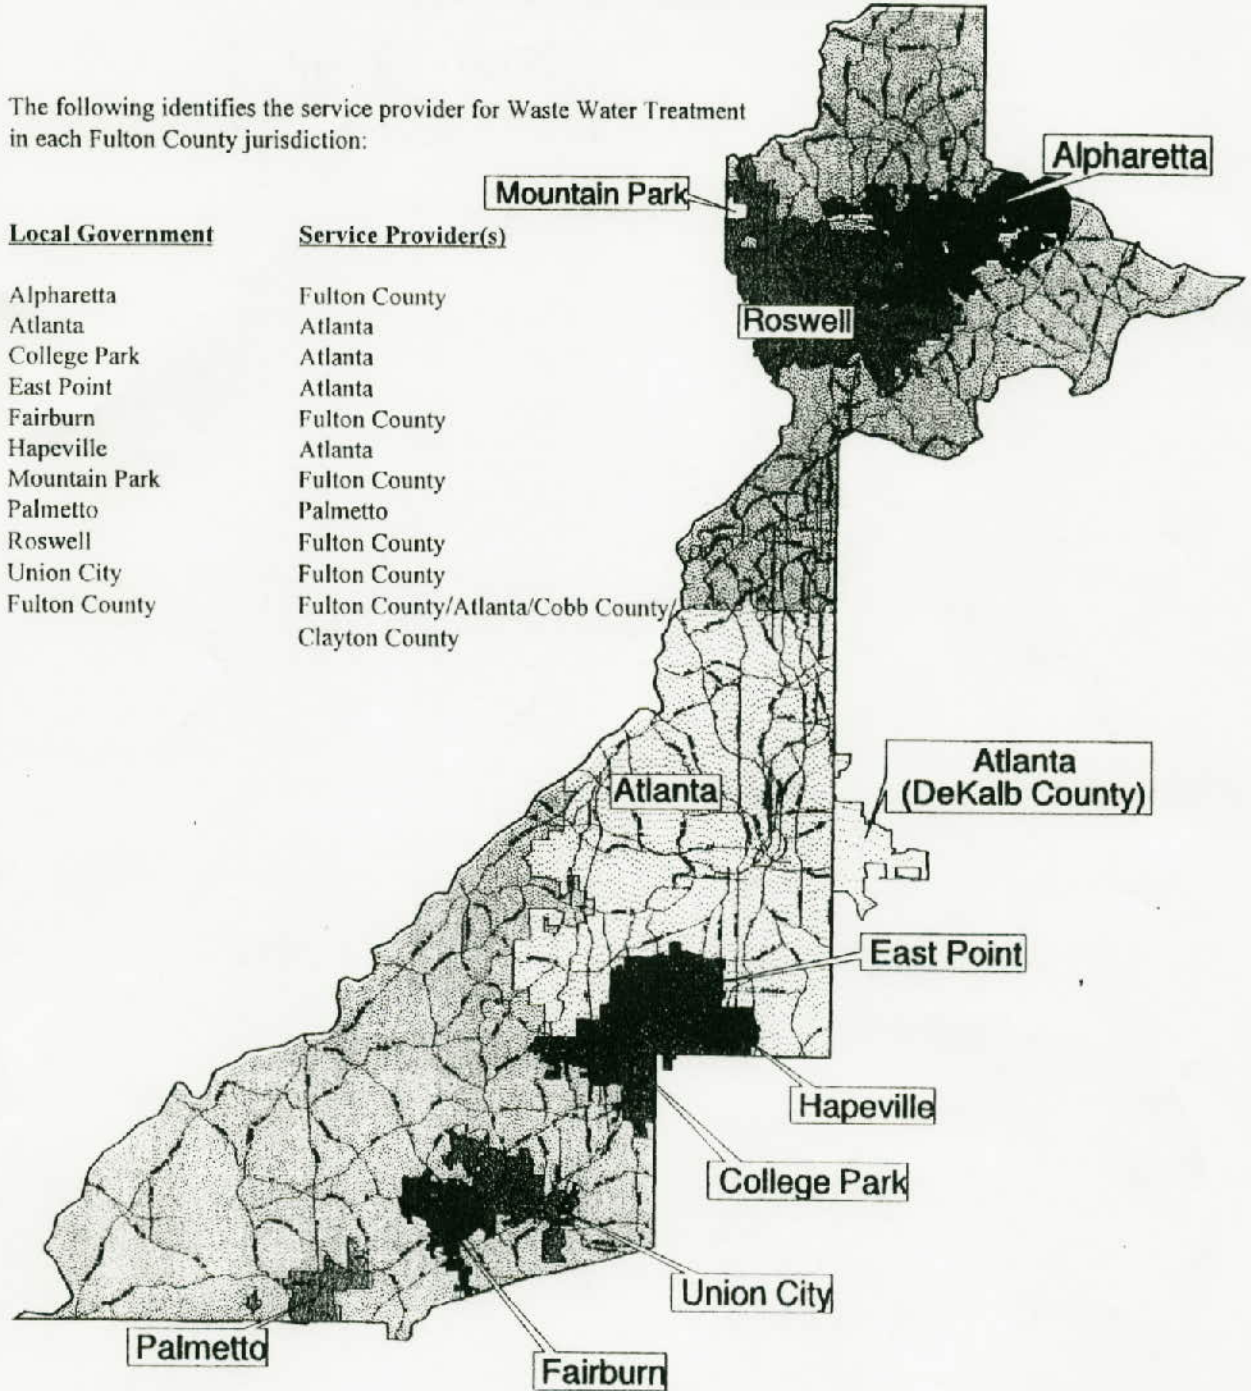 The following identifies the service provider for Waste Water Treatment
in each Fulton County jurisdiction:
Local Government Service Provider(s)
Alpharetta Fulton County
Atlanta Atlanta
College Park Atlanta
East Point Atlanta
Fairburn Fulton County
Hapeville Atlanta
Mountain Park Fulton County
Palmetto Palmetto
Roswell Fulton County
Union City Fulton County
Fulton County Fulton County/Atlanta/Cobb County/
Clayton County
Alpharetta
Mountain Park
Roswell
Atlanta
Atlanta
(DeKalb County)
East Point
Hapeville
College Park
Union City
Palmetto
Fairburn